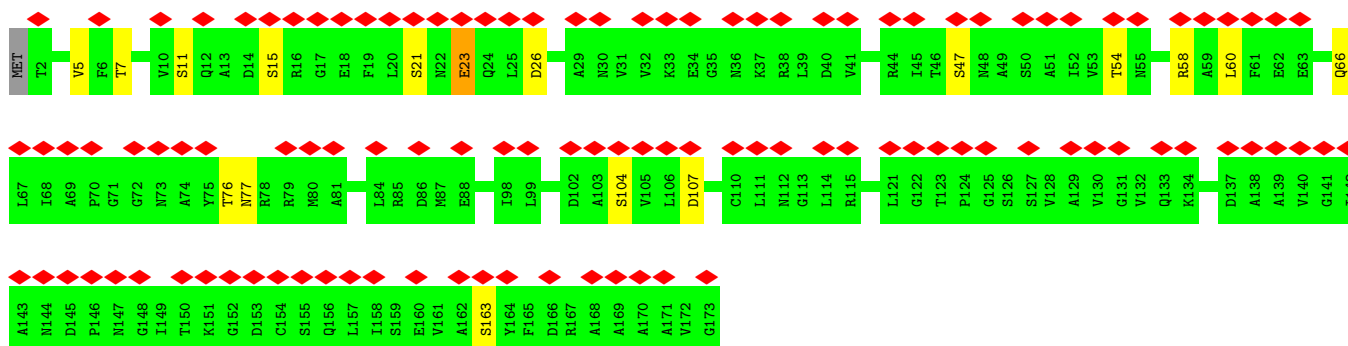 MET T2 V5 F6 T7 V10 S11 Q12 A13 D14 S15 R16 G17 E18 F19 L20 S21 N22 E23 Q24 L25 D26 A29 N30 V31 V32 K33 E34 G35 N36 K37 R38 L39 D40 V41 R44 I45 T46 S47 N48 A49 S50 A51 I52 V53 T54 N55 R58 A59 L60 F61 E62 E63 Q66
L67 I68 A69 P70 G71 G72 N73 A74 Y75 T76 N77 R78 R79 M80 A81 L84 R85 D86 M87 E88 I98 L99 D102 A103 S104 V105 L106 D107 C110 L111 N112 G113 L114 R115 L121 G122 T123 P124 G125 S126 S127 V128 A129 V130 G131 V132 Q133 K134 D137 A138 A139 V140 G141
A143 N144 D145 P146 N147 G148 I149 T150 K151 G152 D153 C154 S155 Q156 L157 I158 S159 E160 V161 A162 S163 Y164 F165 D166 R167 A168 A169 A170 A171 V172 G173